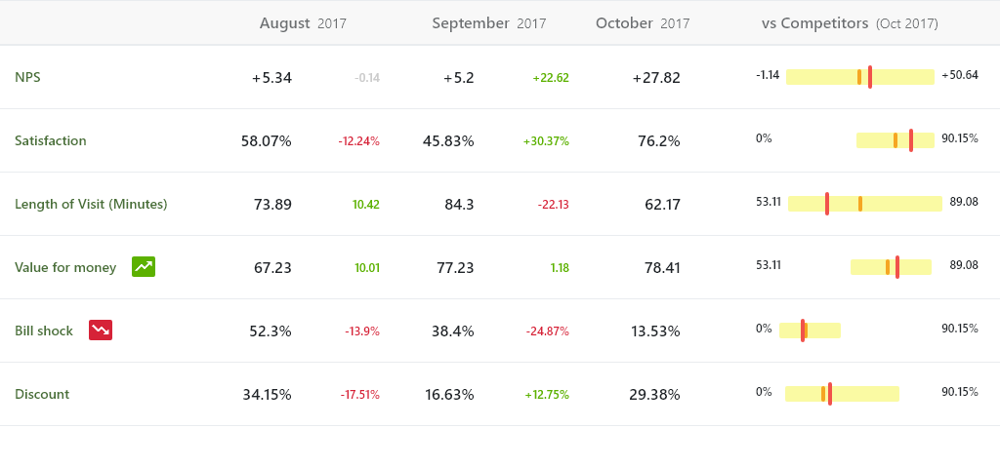 August 2017 September 2017 October 2017 vs Competitors (Oct 2017)
NPS +5.34 -0.14 +5.2 +22.62 +27.82 -1.14 +50.64
Satisfaction 58.07% -12.24% 45.83% +30.37% 76.2% 0% 90.15%
Length of Visit (Minutes) 73.89 10.42 84.3 -22.13 62.17 53.11 89.08
Value for money 67.23 10.01 77.23 1.18 78.41 53.11 89.08
Bill shock 52.3% -13.9% 38.4% -24.87% 13.53% 0% 90.15%
Discount 34.15% -17.51% 16.63% +12.75% 29.38% 0% 90.15%